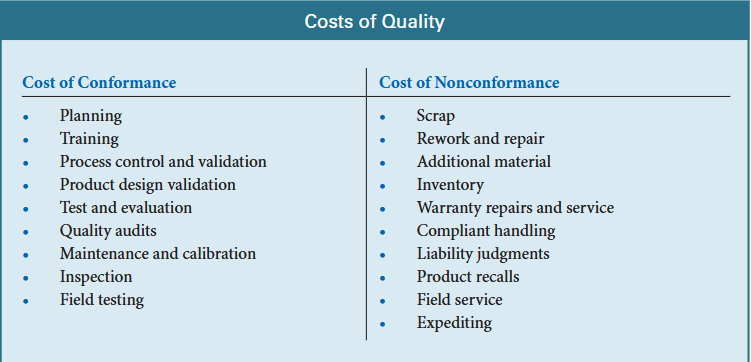 Costs of Quality
Cost of Conformance
• Planning
• Training
• Process control and validation
• Product design validation
• Test and evaluation
• Quality audits
• Maintenance and calibration
• Inspection
• Field testing
Cost of Nonconformance
• Scrap
• Rework and repair
• Additional material
• Inventory
• Warranty repairs and service
• Compliant handling
• Liability judgments
• Product recalls
• Field service
• Expediting